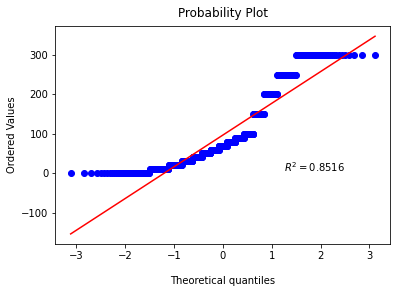 Probability Plot
Ordered Values
300
200
100
0
−100
R² = 0.8516
−3 −2 −1 0 1 2 3
Theoretical quantiles